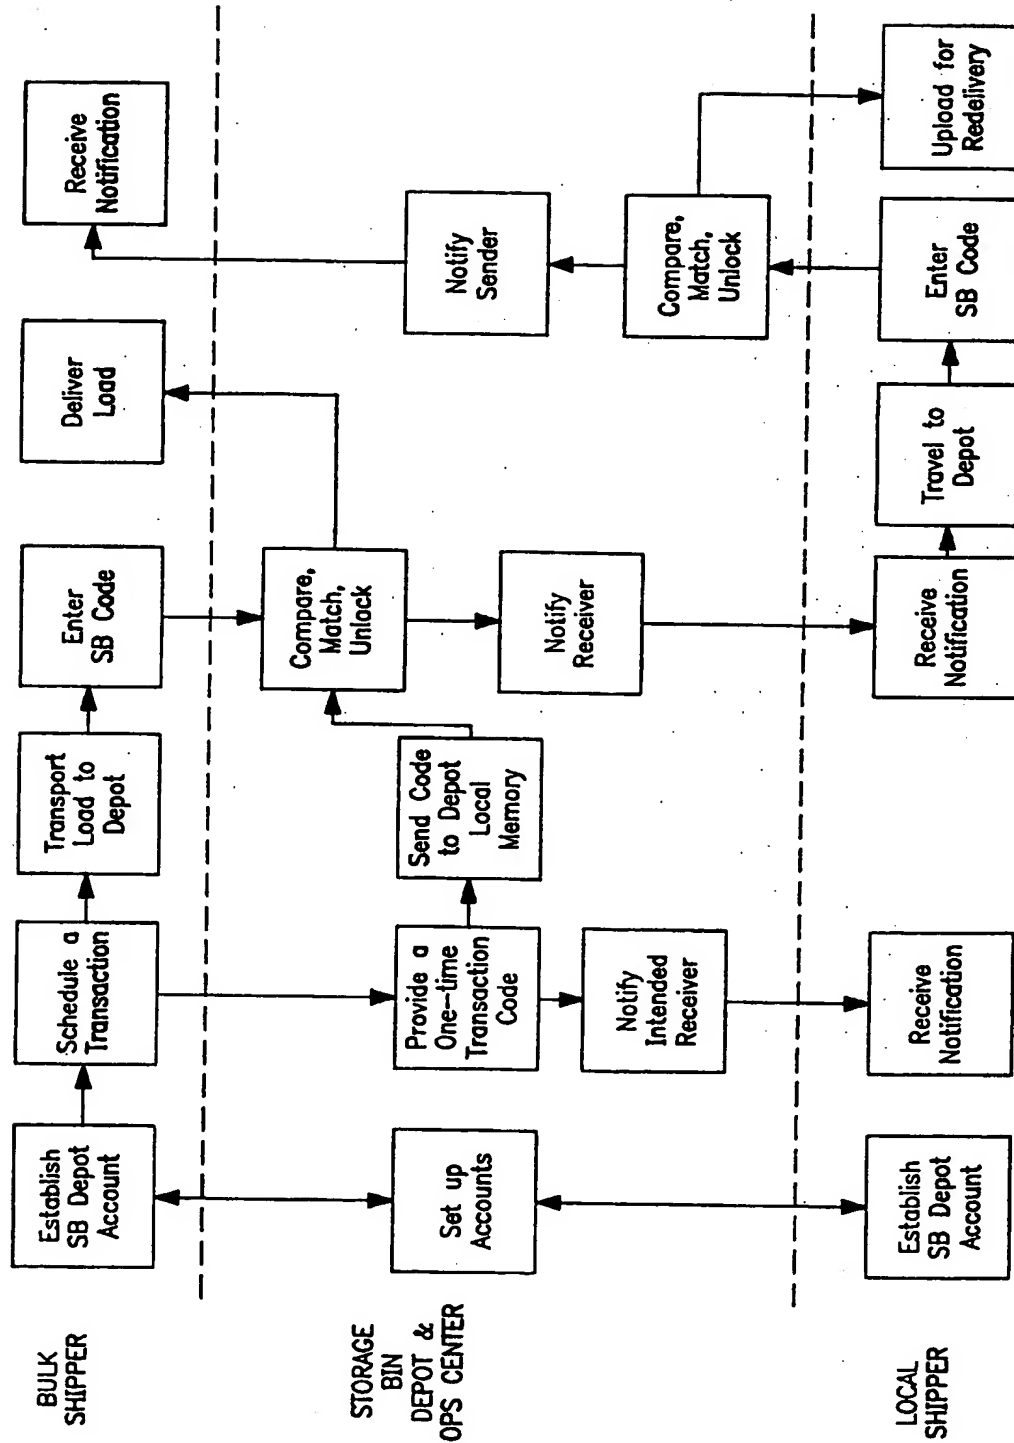 BULK
SHIPPER
Establish
SB Depot
Account
Schedule a
Transaction
Transport
Load to
Depot
Enter
SB Code
Deliver
Load
Receive
Notification
STORAGE
BIN
DEPOT &
OPS CENTER
Set up
Accounts
Provide a
One-time
Transaction
Code
Send Code
to Depot
Local
Memory
Notify
Intended
Receiver
Compare,
Match,
Unlock
Notify
Receiver
Notify
Sender
Compare,
Match,
Unlock
LOCAL
SHIPPER
Establish
SB Depot
Account
Receive
Notification
Receive
Notification
Travel to
Depot
Enter
SB Code
Upload for
Redelivery